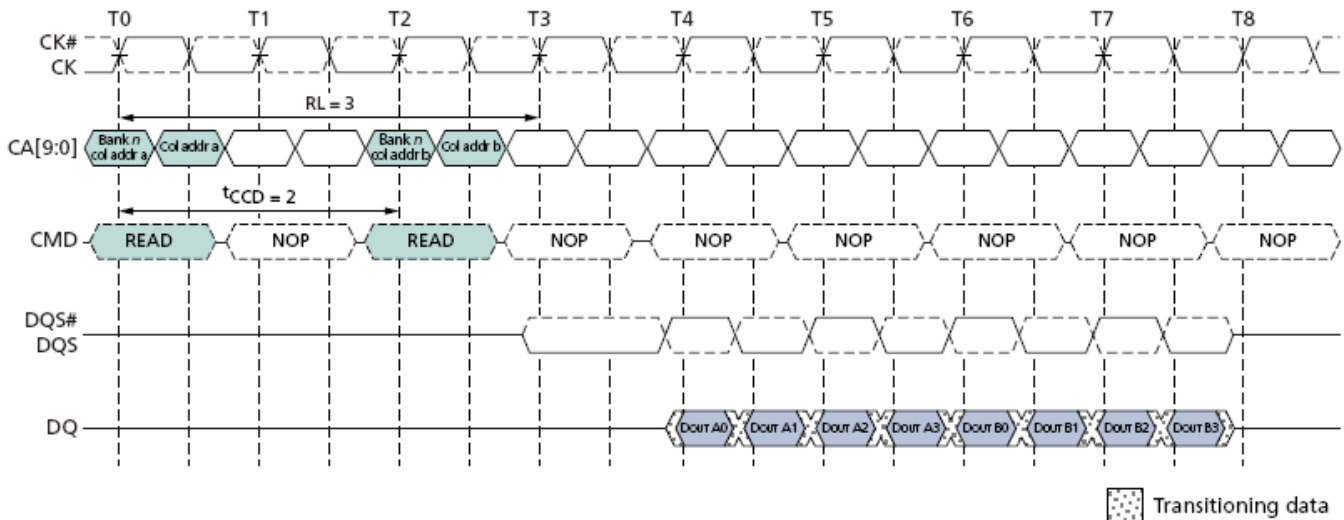 T0 T1 T2 T3 T4 T5 T6 T7 T8
CK#
CK
RL = 3
CA[9:0]
Bank n
col addr a
Col addr a
Bank n
col addr b
Col addr b
tCCD = 2
CMD READ NOP READ NOP NOP NOP NOP NOP NOP
DQS#
DQS
DQ DOUT A0 DOUT A1 DOUT A2 DOUT A3 DOUT B0 DOUT B1 DOUT B2 DOUT B3
Transitioning data